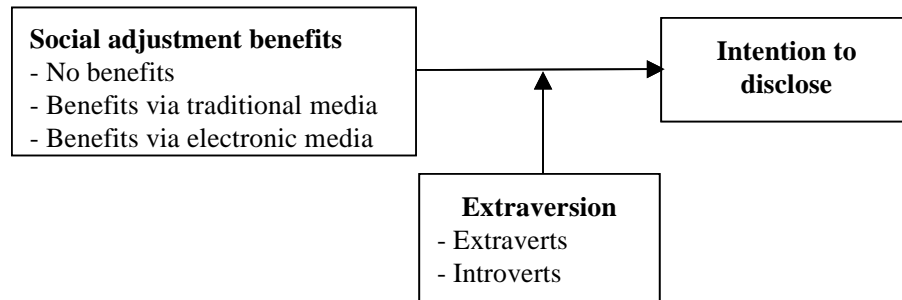 Social adjustment benefits
- No benefits
- Benefits via traditional media
- Benefits via electronic media
Intention to
disclose
Extraversion
- Extraverts
- Introverts